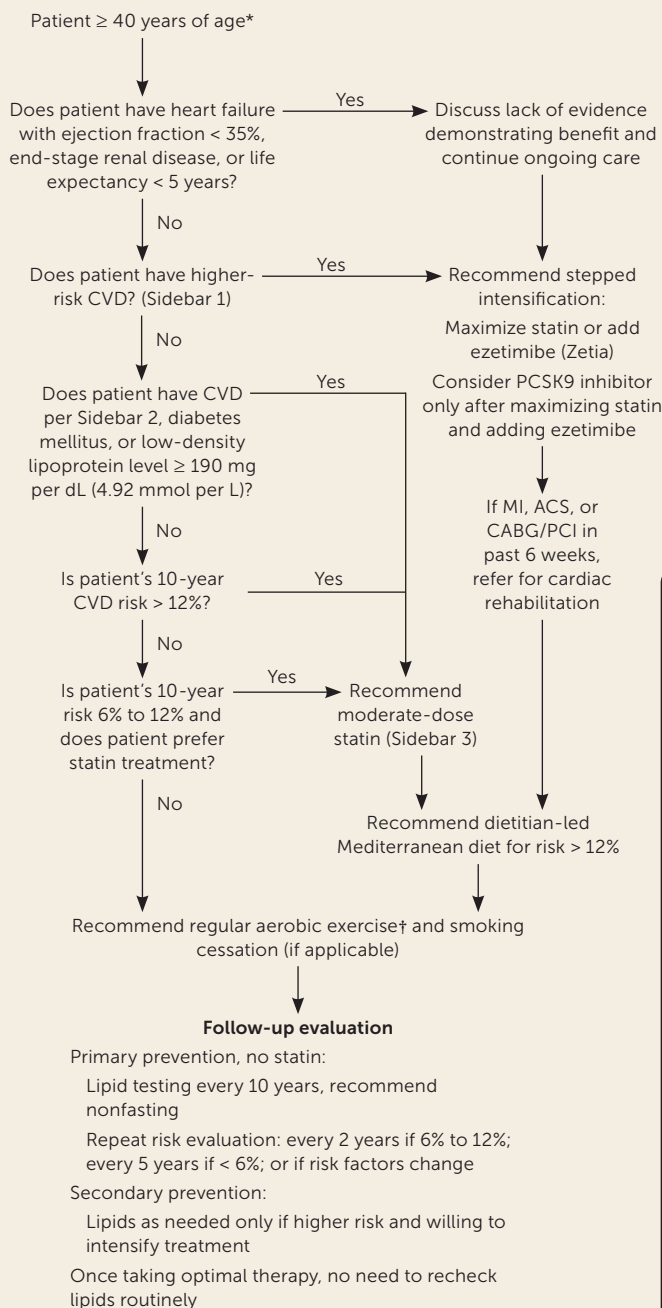 Patient ≥ 40 years of age*
Does patient have heart failure
with ejection fraction < 35%,
end-stage renal disease, or life
expectancy < 5 years?
Yes
Discuss lack of evidence
demonstrating benefit and
continue ongoing care
No
Does patient have higher-
risk CVD? (Sidebar 1)
Yes
Recommend stepped
intensification:
Maximize statin or add
ezetimibe (Zetia)
Consider PCSK9 inhibitor
only after maximizing statin
and adding ezetimibe
No
Does patient have CVD
per Sidebar 2, diabetes
mellitus, or low-density
lipoprotein level ≥ 190 mg
per dL (4.92 mmol per L)?
Yes
If MI, ACS, or
CABG/PCI in
past 6 weeks,
refer for cardiac
rehabilitation
No
Is patient's 10-year
CVD risk > 12%?
Yes
No
Is patient's 10-year
risk 6% to 12% and
does patient prefer
statin treatment?
Yes
Recommend
moderate-dose
statin (Sidebar 3)
No
Recommend dietitian-led
Mediterranean diet for risk > 12%
Recommend regular aerobic exercise† and smoking
cessation (if applicable)
Follow-up evaluation
Primary prevention, no statin:
Lipid testing every 10 years, recommend
nonfasting
Repeat risk evaluation: every 2 years if 6% to 12%;
every 5 years if < 6%; or if risk factors change
Secondary prevention:
Lipids as needed only if higher risk and willing to
intensify treatment
Once taking optimal therapy, no need to recheck
lipids routinely